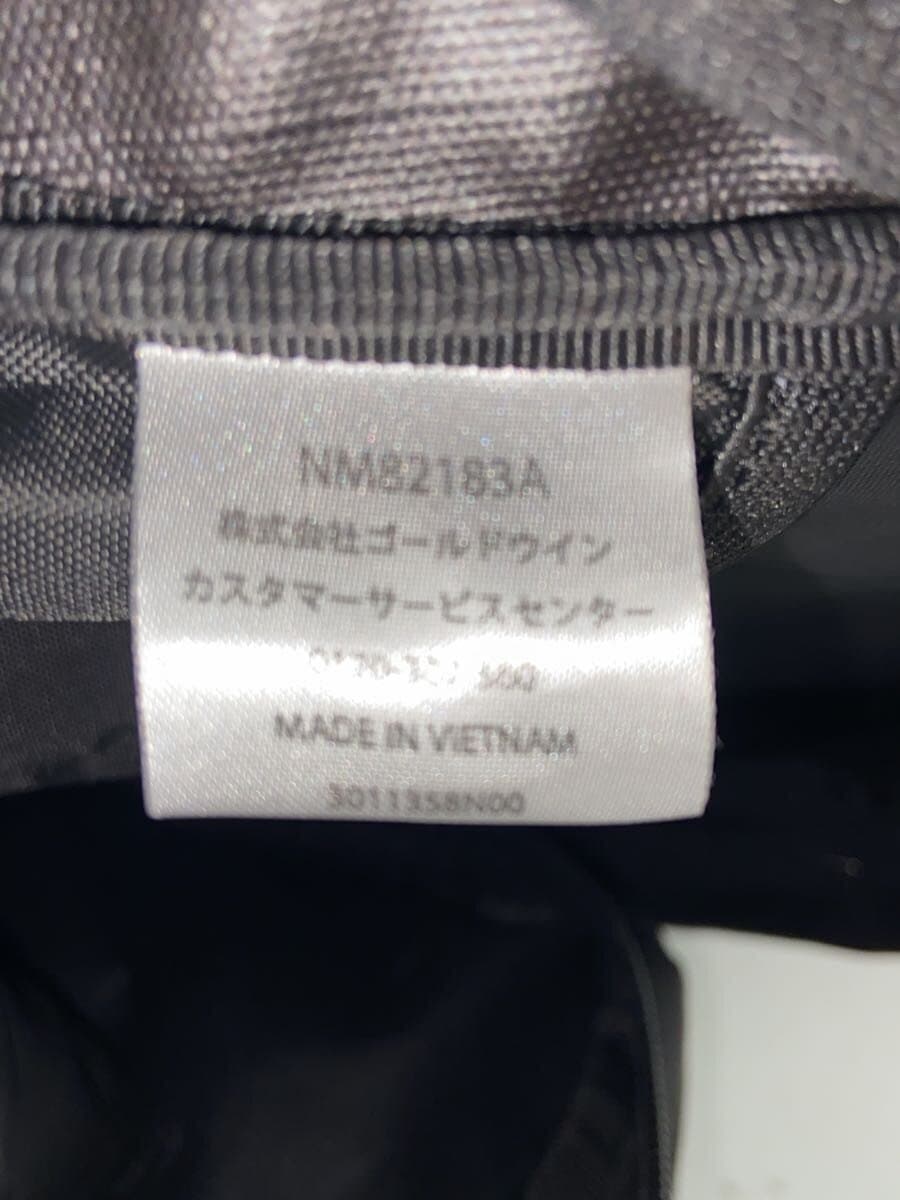 NM82183A
株式会社ゴールドウイン
カスタマーサービスセンター
MADE IN VIETNAM
3011358N00